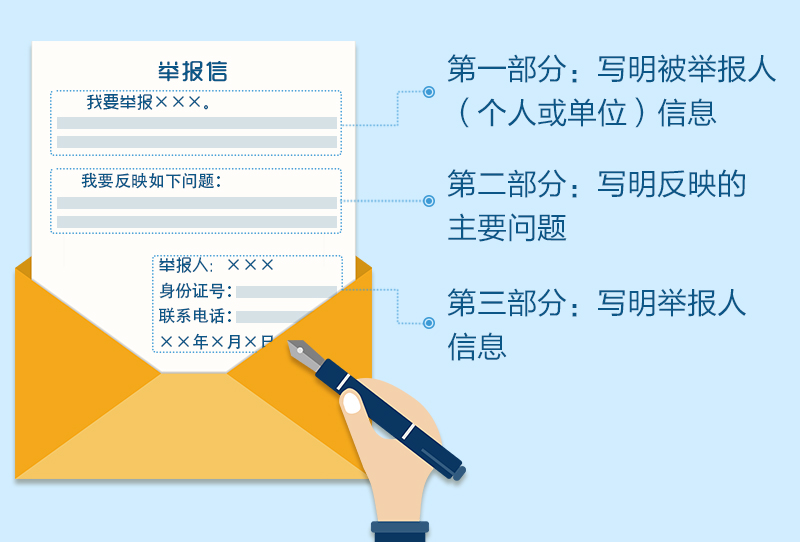 举报信
我要举报×××。
我要反映如下问题：
举报人：×××
身份证号：
联系电话：
××年×月×日
第一部分：写明被举报人
（个人或单位）信息
第二部分：写明反映的
主要问题
第三部分：写明举报人
信息